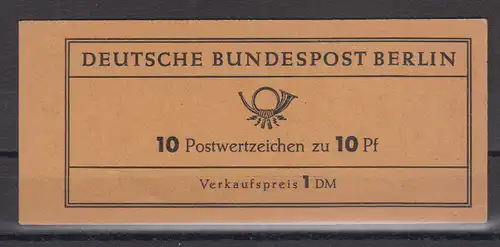 DEUTSCHE BUNDESPOST BERLIN
10 Postwertzeichen zu 10 Pf
Verkaufspreis 1 DM